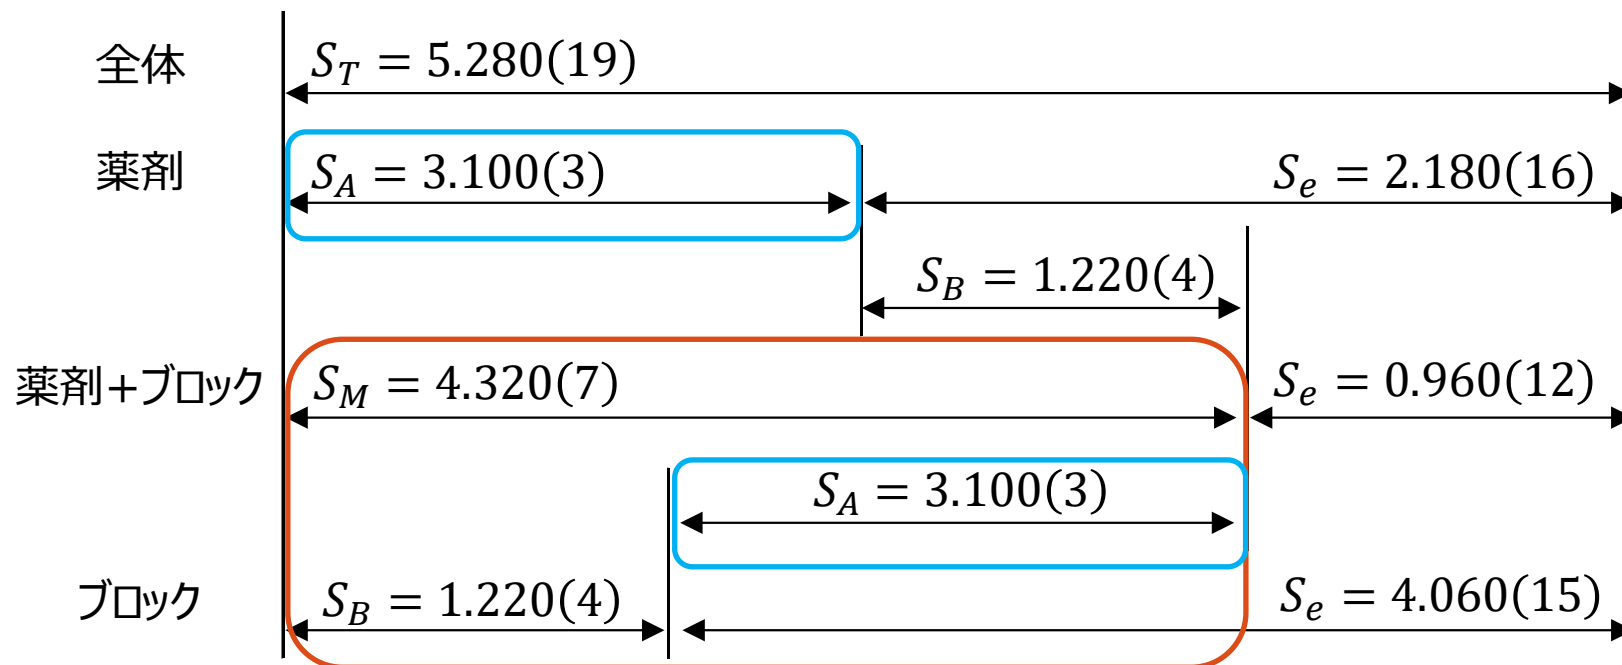 全体 S_T = 5.280(19)
薬剤 S_A = 3.100(3) S_e = 2.180(16)
S_B = 1.220(4)
薬剤+ブロック S_M = 4.320(7) S_e = 0.960(12)
S_A = 3.100(3)
ブロック S_B = 1.220(4) S_e = 4.060(15)